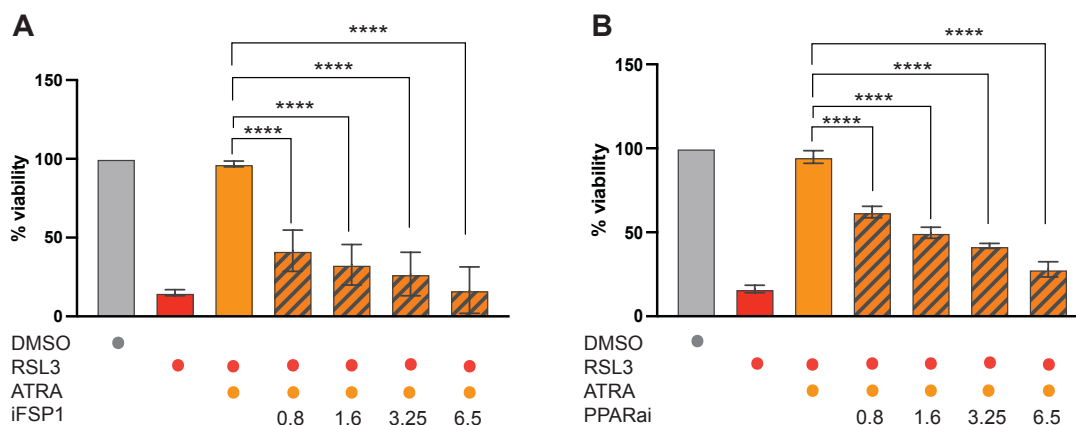 A
****
****
****
****
150
100
50
0
% viability
DMSO
RSL3
ATRA
iFSP1 0.8 1.6 3.25 6.5
B
****
****
****
****
150
100
50
0
% viability
DMSO
RSL3
ATRA
PPARai 0.8 1.6 3.25 6.5